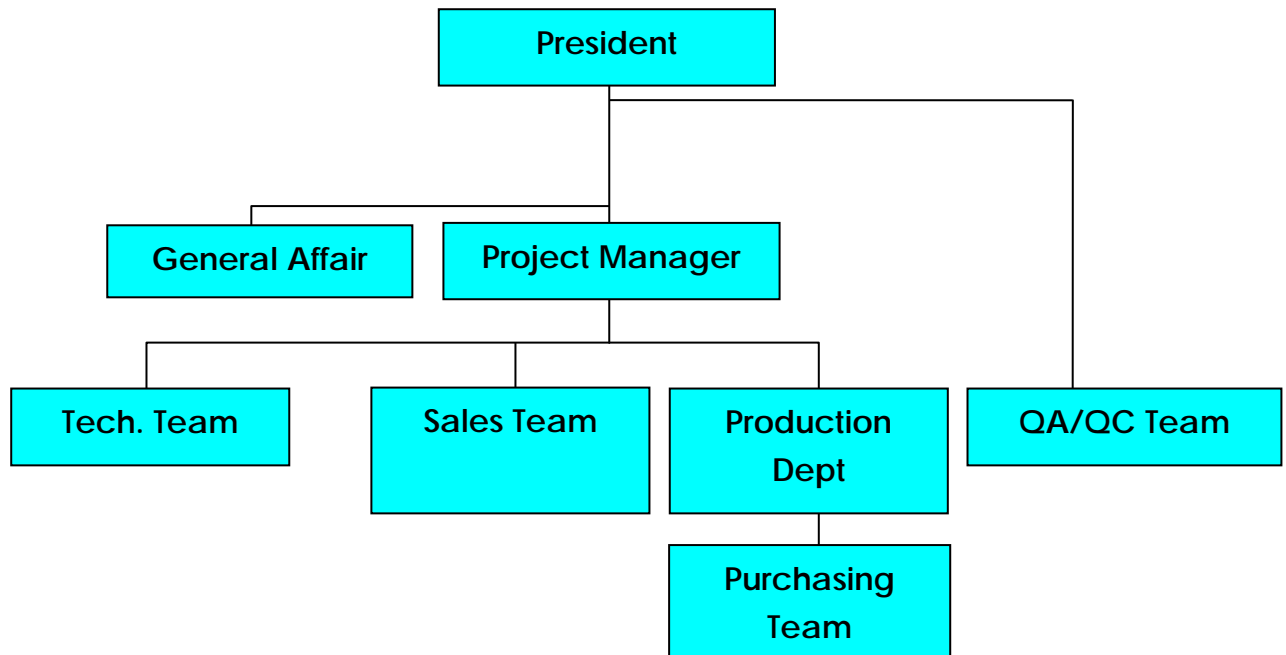 President
General Affair
Project Manager
Tech. Team
Sales Team
Production
Dept
QA/QC Team
Purchasing
Team